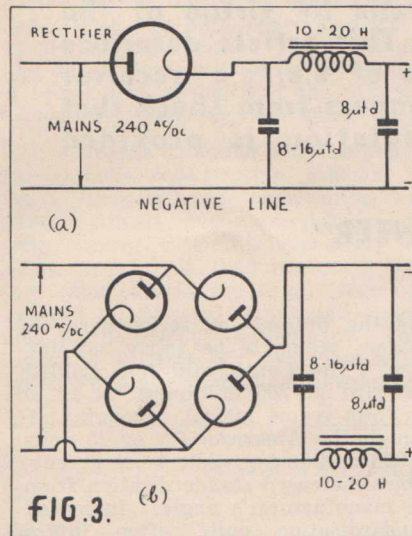 RECTIFIER
10-20 H
+
MAINS 240 AC/DC
8-16 µfd
8 µfd
-
(a)
NEGATIVE LINE
MAINS
240 AC/DC
-
8-16 µfd
8 µfd
10-20 H
+
FIG. 3. (b)